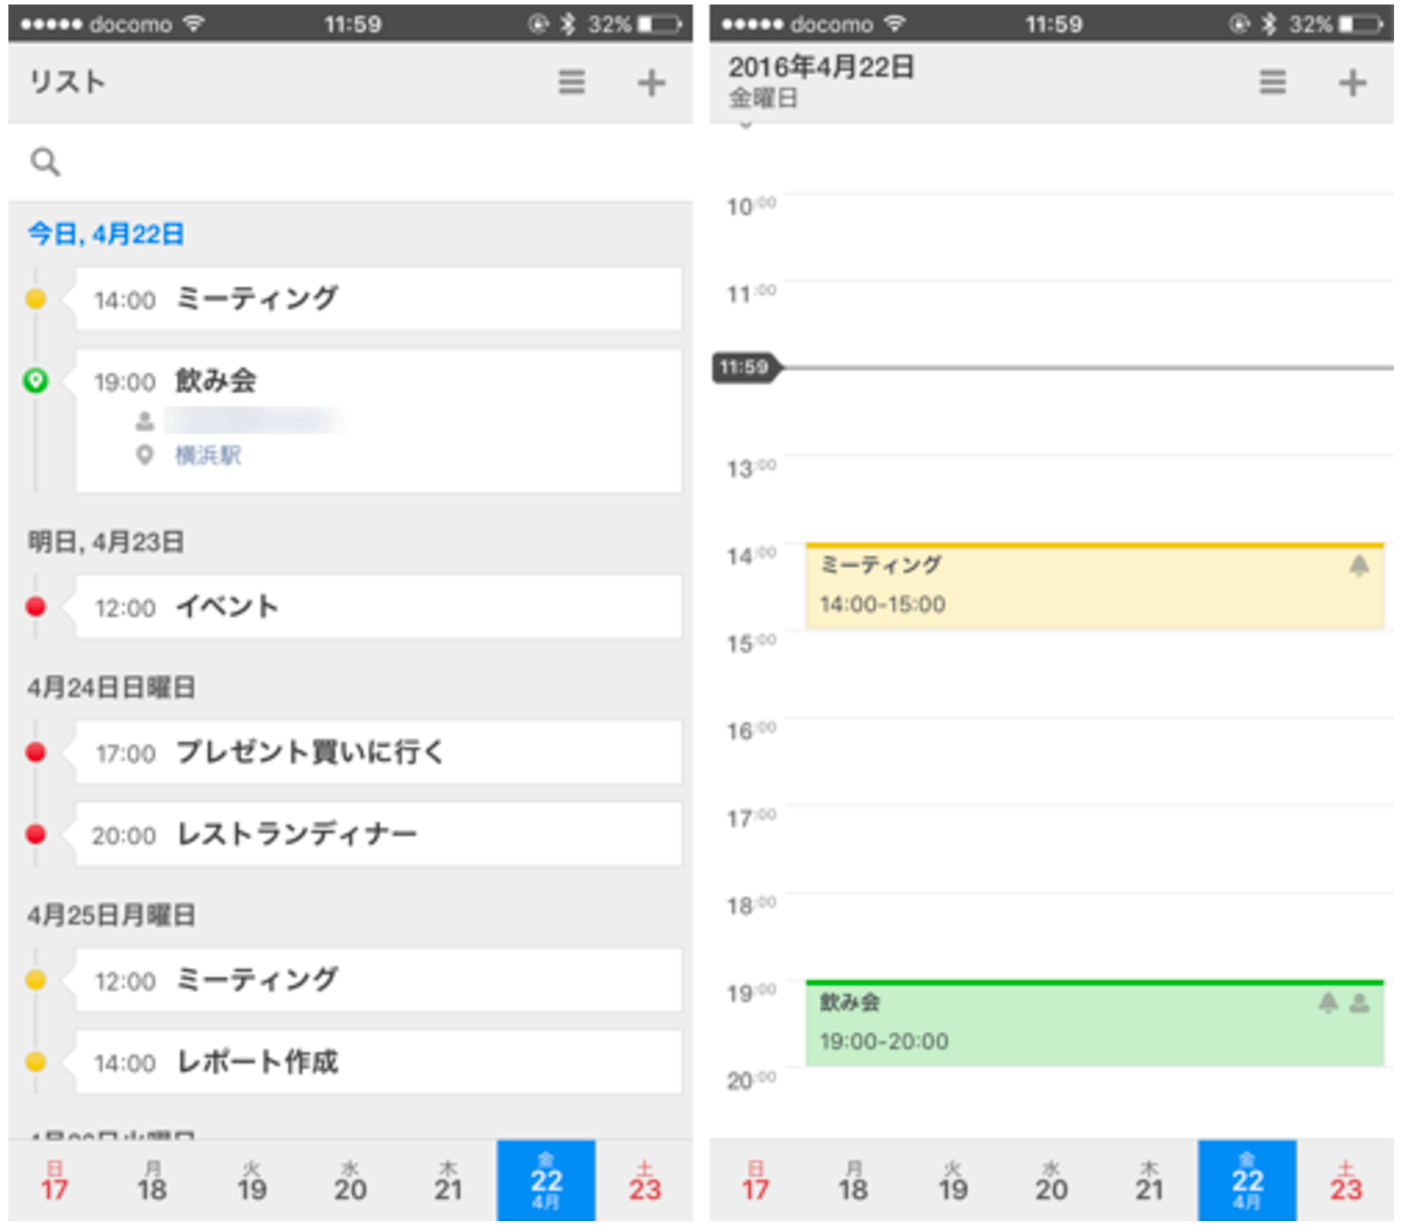 docomo 11:59 32%
リスト
今日, 4月22日
14:00 ミーティング
19:00 飲み会
横浜駅
明日, 4月23日
12:00 イベント
4月24日日曜日
17:00 プレゼント買いに行く
20:00 レストランディナー
4月25日月曜日
12:00 ミーティング
14:00 レポート作成
日 月 火 水 木 金 土
17 18 19 20 21 22 23
4月
docomo 11:59 32%
2016年4月22日
金曜日
10:00
11:00
11:59
13:00
14:00
ミーティング
14:00-15:00
15:00
16:00
17:00
18:00
19:00
飲み会
19:00-20:00
20:00
日 月 火 水 木 金 土
17 18 19 20 21 22 23
4月